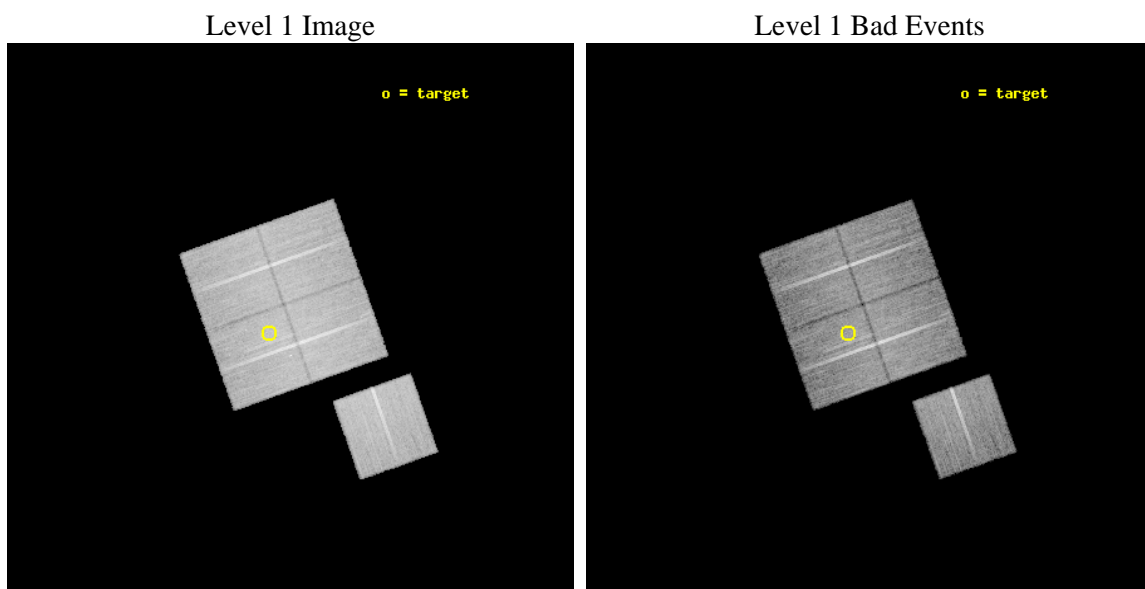 Level 1 Image
Level 1 Bad Events
o = target
o = target